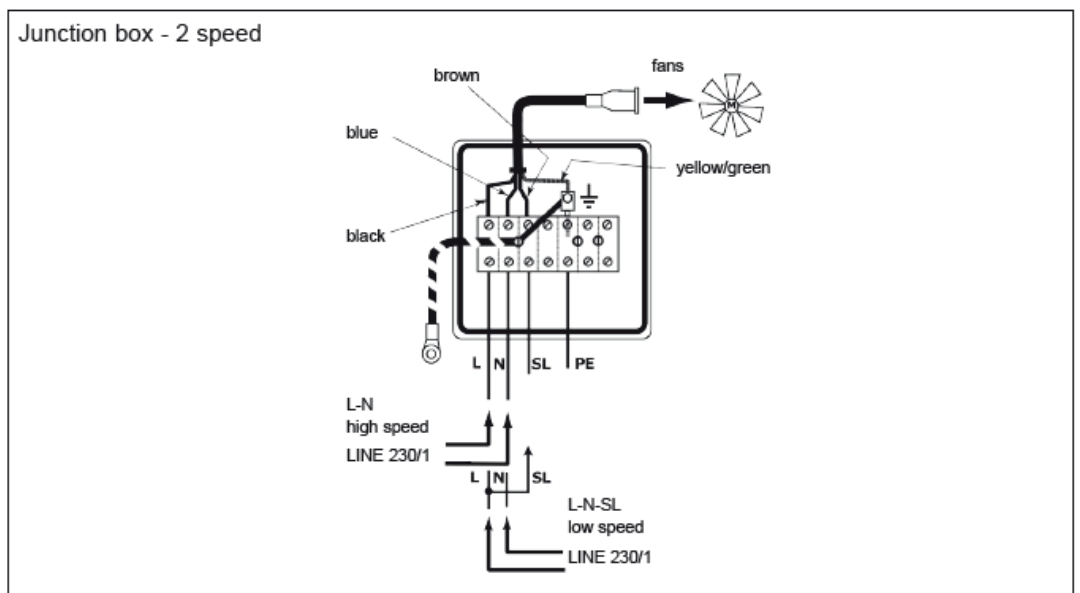 Junction box - 2 speed
fans
brown
blue
yellow/green
black
M
L N SL PE
L-N
high speed
LINE 230/1
L N SL
L-N-SL
low speed
LINE 230/1